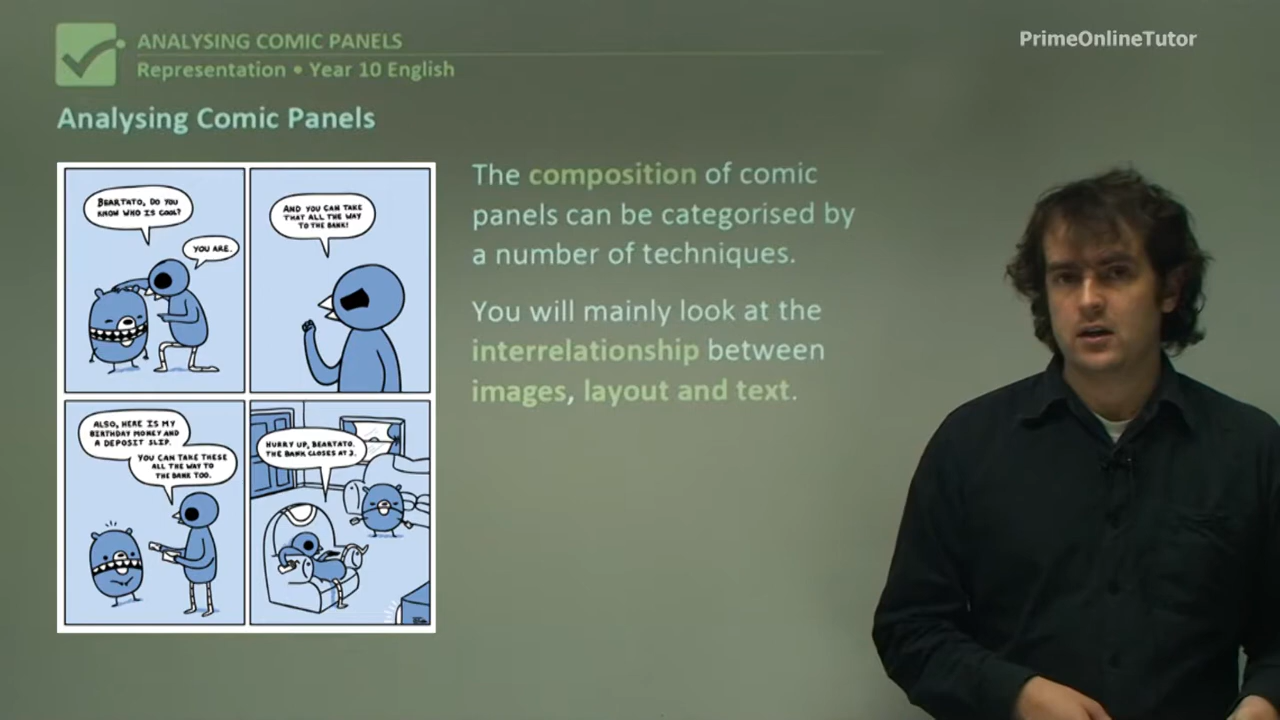 ANALYSING COMIC PANELS
Representation • Year 10 English
PrimeOnlineTutor
Analysing Comic Panels
BEARTATO, DO YOU
KNOW WHO IS COOL?
YOU ARE.
AND YOU CAN TAKE
THAT ALL THE WAY
TO THE BANK!
ALSO, HERE IS MY
BIRTHDAY MONEY AND
A DEPOSIT SLIP.
YOU CAN TAKE THESE
ALL THE WAY TO
THE BANK TOO.
HURRY UP, BEARTATO.
THE BANK CLOSES AT 3.
The composition of comic
panels can be categorised by
a number of techniques.
You will mainly look at the
interrelationship between
images, layout and text.